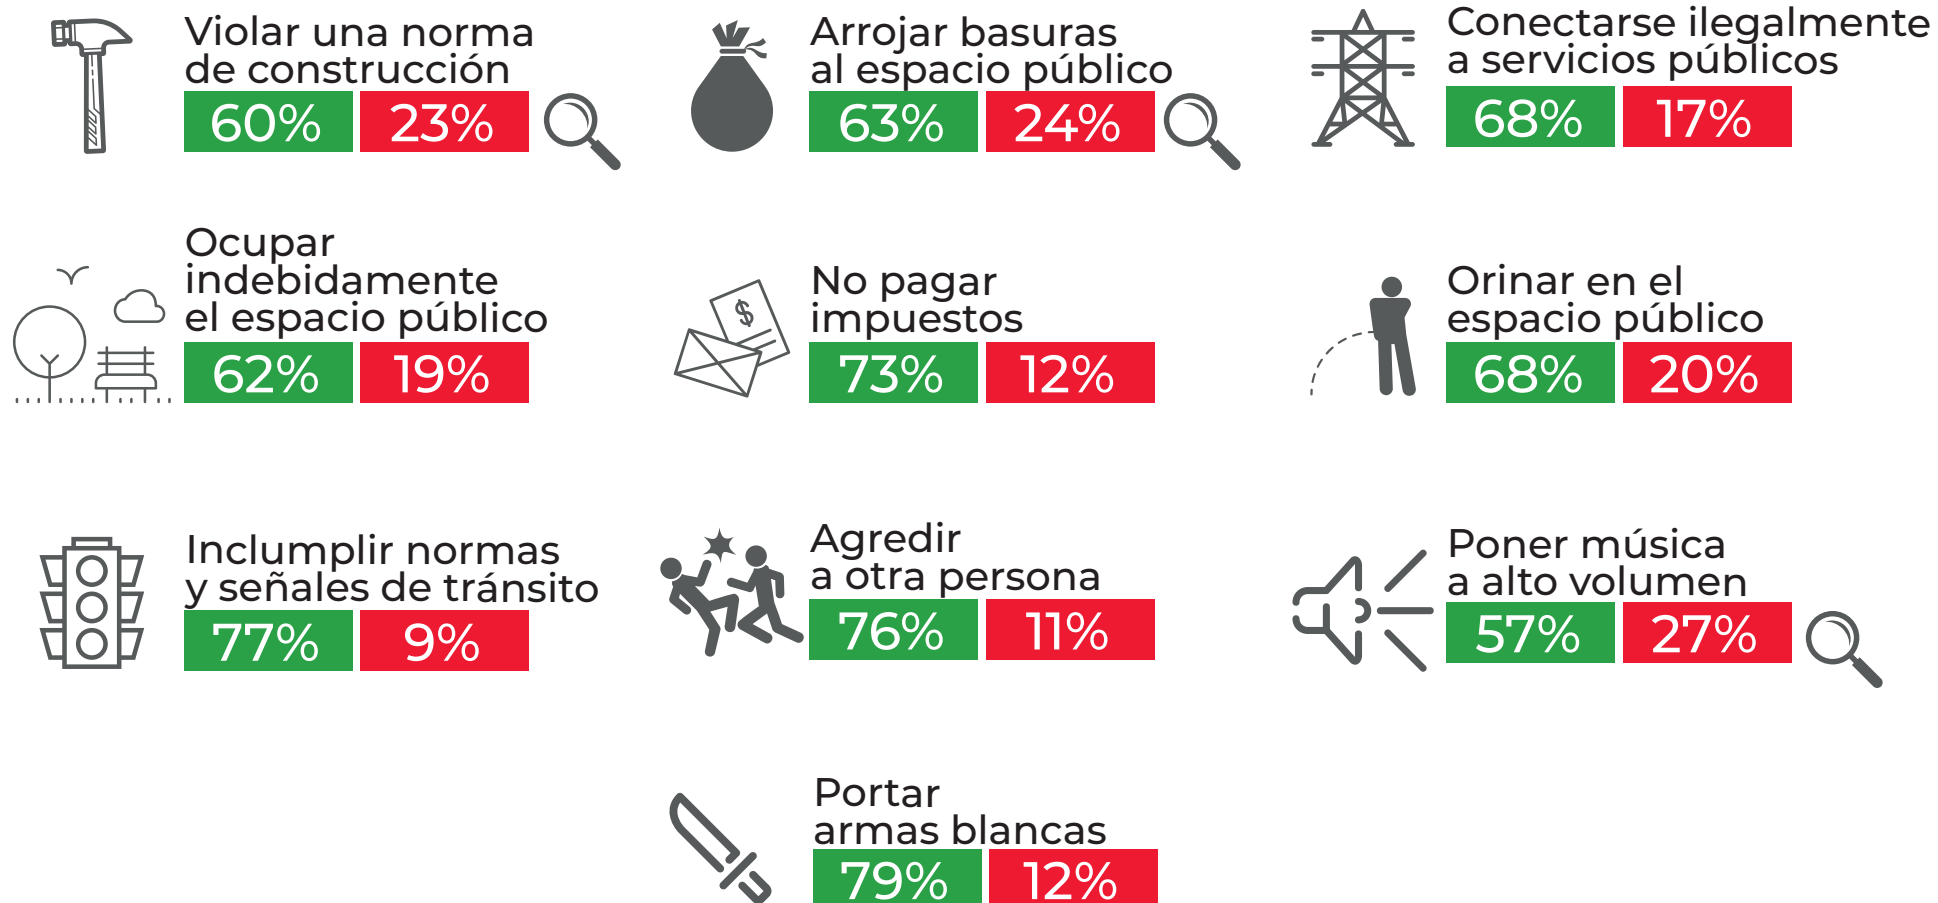 Violar una norma
de construcción
60% 23%
Arrojar basuras
al espacio público
63% 24%
Conectarse ilegalmente
a servicios públicos
68% 17%
Ocupar
indebidamente
el espacio público
62% 19%
No pagar
impuestos
$
73% 12%
Orinar en el
espacio público
68% 20%
Inclumplir normas
y señales de tránsito
77% 9%
Agredir
a otra persona
76% 11%
Poner música
a alto volumen
57% 27%
Portar
armas blancas
79% 12%